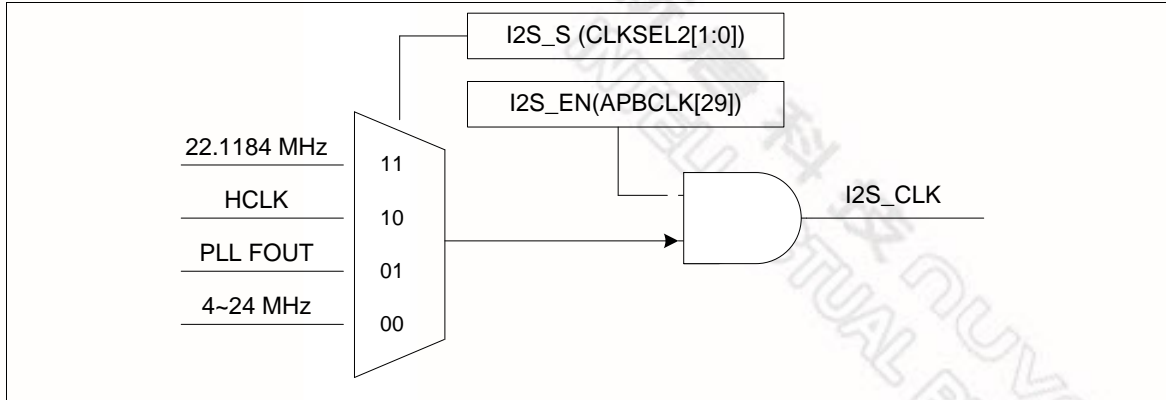 I2S_S (CLKSEL2[1:0])
I2S_EN(APBCLK[29])
22.1184 MHz
11
HCLK
10
I2S_CLK
PLL FOUT
01
4~24 MHz
00